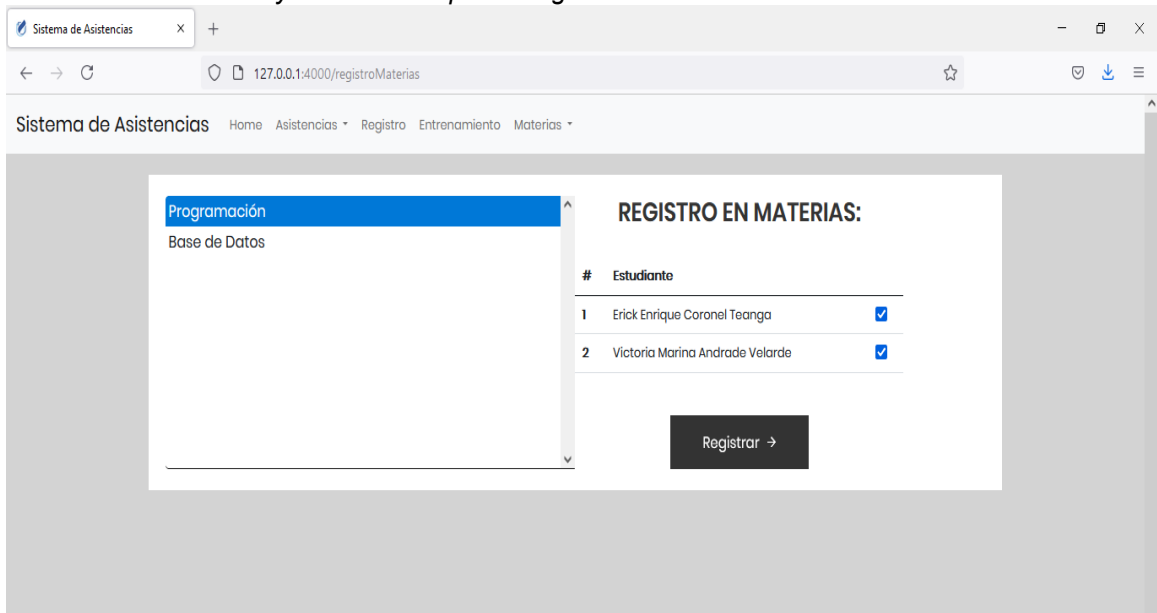 Sistema de Asistencias
127.0.0.1:4000/registroMaterias
Sistema de Asistencias Home Asistencias Registro Entrenamiento Materias
Programación
Base de Datos
REGISTRO EN MATERIAS:
# Estudiante
1 Erick Enrique Coronel Teanga
2 Victoria Marina Andrade Velarde
Registrar →